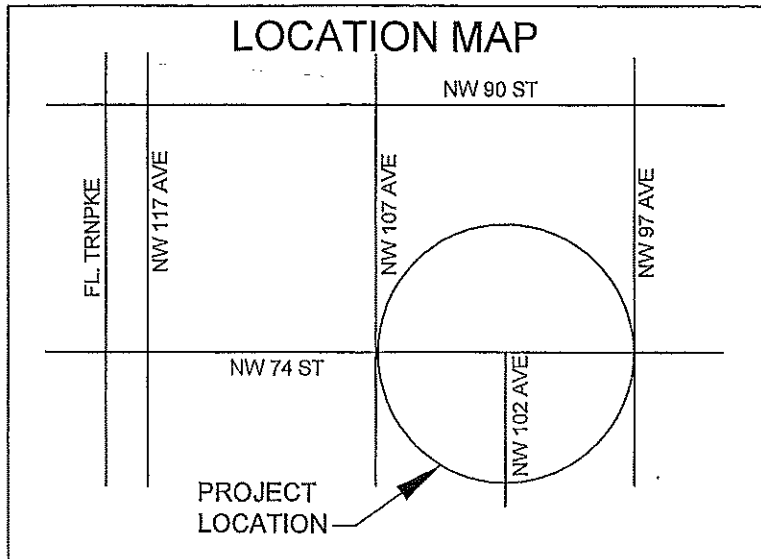 LOCATION MAP
NW 90 ST
FL. TRNPKE
NW 117 AVE
NW 107 AVE
NW 97 AVE
NW 74 ST
NW 102 AVE
PROJECT
LOCATION